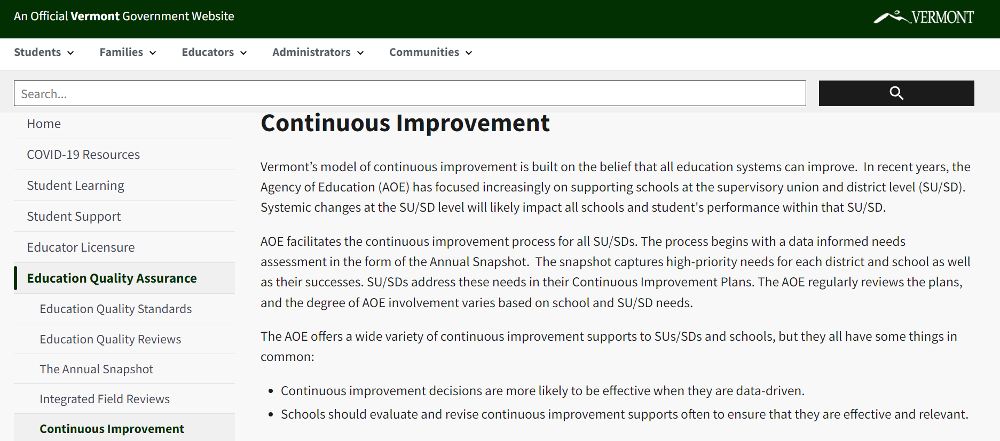 An Official Vermont Government Website
VERMONT
Students
Families
Educators
Administrators
Communities
Search...
Home
COVID-19 Resources
Student Learning
Student Support
Educator Licensure
Education Quality Assurance
Education Quality Standards
Education Quality Reviews
The Annual Snapshot
Integrated Field Reviews
Continuous Improvement
Continuous Improvement
Vermont’s model of continuous improvement is built on the belief that all education systems can improve.  In recent years, the
Agency of Education (AOE) has focused increasingly on supporting schools at the supervisory union and district level (SU/SD).
Systemic changes at the SU/SD level will likely impact all schools and student's performance within that SU/SD.
AOE facilitates the continuous improvement process for all SU/SDs. The process begins with a data informed needs
assessment in the form of the Annual Snapshot.  The snapshot captures high-priority needs for each district and school as well
as their successes. SU/SDs address these needs in their Continuous Improvement Plans. The AOE regularly reviews the plans,
and the degree of AOE involvement varies based on school and SU/SD needs.
The AOE offers a wide variety of continuous improvement supports to SUs/SDs and schools, but they all have some things in
common:
• Continuous improvement decisions are more likely to be effective when they are data-driven.
• Schools should evaluate and revise continuous improvement supports often to ensure that they are effective and relevant.